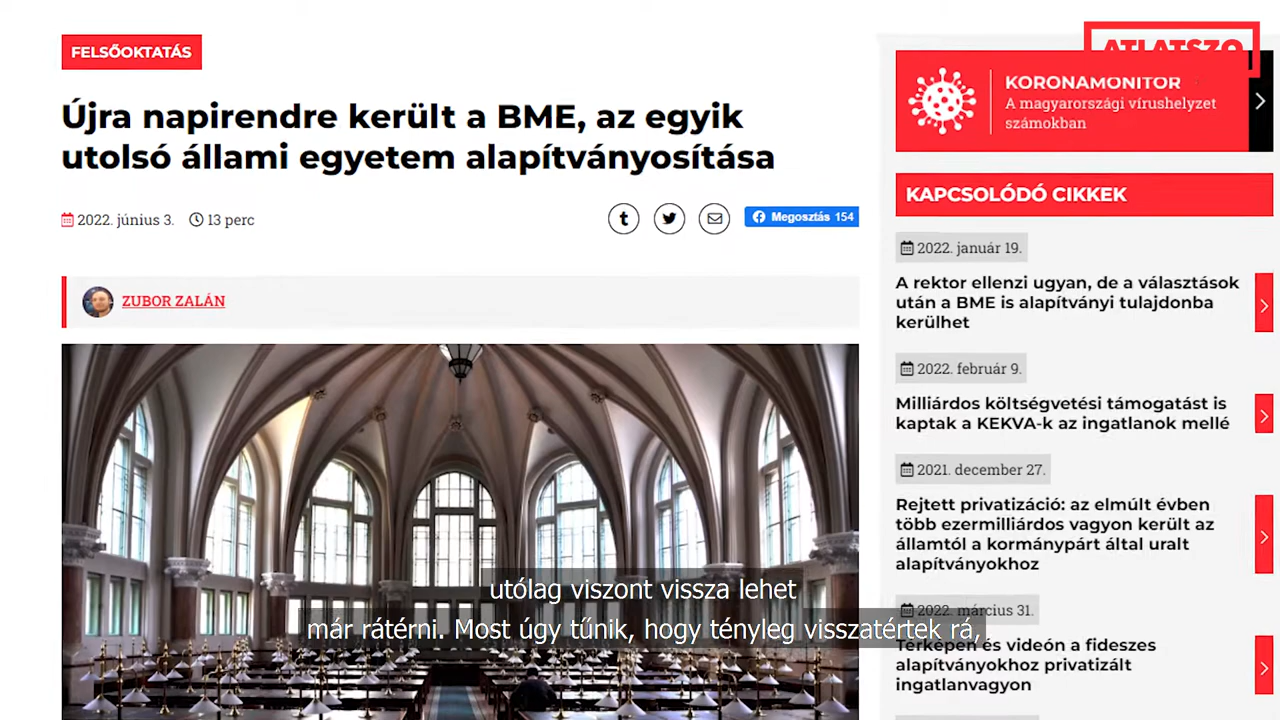 FELSŐOKTATÁS
Újra napirendre került a BME, az egyik
utolsó állami egyetem alapítványosítása
2022. június 3.
13 perc
Megosztás 154
ZUBOR ZALÁN
utólag viszont vissza lehet
már rátérni. Most úgy tűnik, hogy tényleg visszatértek rá,
ATLATSZO
KORONAMONITOR
A magyarországi vírushelyzet
számokban
KAPCSOLÓDÓ CIKKEK
2022. január 19.
A rektor ellenzi ugyan, de a választások
után a BME is alapítványi tulajdonba
kerülhet
2022. február 9.
Milliárdos költségvetési támogatást is
kaptak a KEKVA-k az ingatlanok mellé
2021. december 27.
Rejtett privatizáció: az elmúlt évben
több ezermilliárdos vagyon került az
államtól a kormánypárt által uralt
alapítványokhoz
2022. március 31.
Térképen és videón a fideszes
alapítványokhoz privatizált
ingatlanvagyon